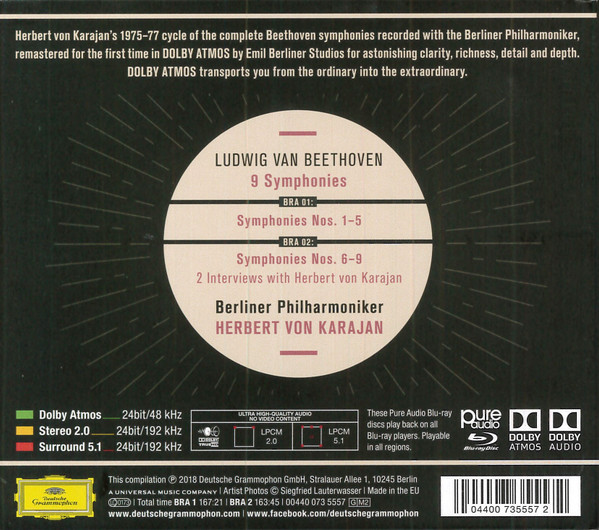 Herbert von Karajan's 1975–77 cycle of the complete Beethoven symphonies recorded with the Berliner Philharmoniker,
remastered for the first time in DOLBY ATMOS by Emil Berliner Studios for astonishing clarity, richness, detail and depth.
DOLBY ATMOS transports you from the ordinary into the extraordinary.
LUDWIG VAN BEETHOVEN
9 Symphonies
BRA 01:
Symphonies Nos. 1–5
BRA 02:
Symphonies Nos. 6–9
2 Interviews with Herbert von Karajan
Berliner Philharmoniker
HERBERT VON KARAJAN
Dolby Atmos 24bit/48 kHz
Stereo 2.0 24bit/192 kHz
Surround 5.1 24bit/192 kHz
ULTRA HIGH-QUALITY AUDIO
NO VIDEO CONTENT
LPCM
2.0
LPCM
5.1
These Pure Audio Blu-ray
discs play back on all
Blu-ray players. Playable
in all regions.
pure audio
Blu-ray Disc
DOLBY
ATMOS
DOLBY
AUDIO
Deutsche
Grammophon
℗ 2018 Deutsche Grammophon GmbH, Stralauer Allee 1, 10245 Berlin
A UNIVERSAL MUSIC COMPANY | Artist Photos © Siegfried Lauterwasser | Made in the EU
| Total time BRA 1 167:21 | BRA 2 163:45 | 00440 073 5557 GM2
www.deutschegrammophon.com www.facebook.com/deutschegrammophon
04400 73555 7 2